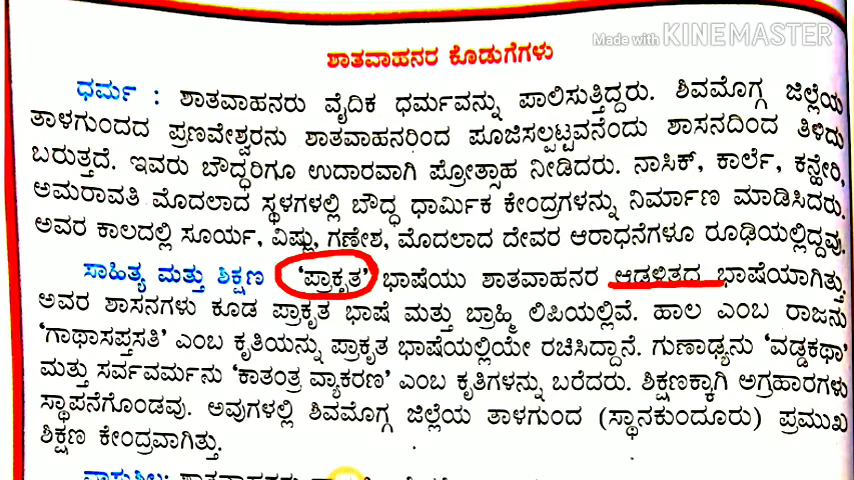 Made with KINEMASTER
ಶಾತವಾಹನರ ಕೊಡುಗೆಗಳು
ಧರ್ಮ : ಶಾತವಾಹನರು ವೈದಿಕ ಧರ್ಮವನ್ನು ಪಾಲಿಸುತ್ತಿದ್ದರು. ಶಿವಮೊಗ್ಗ ಜಿಲ್ಲೆಯ
ತಾಳಗುಂದದ ಪ್ರಣವೇಶ್ವರನು ಶಾತವಾಹನರಿಂದ ಪೂಜಿಸಲ್ಪಟ್ಟವನೆಂದು ಶಾಸನದಿಂದ ತಿಳಿದು
ಬರುತ್ತದೆ. ಇವರು ಬೌದ್ಧರಿಗೂ ಉದಾರವಾಗಿ ಪ್ರೋತ್ಸಾಹ ನೀಡಿದರು. ನಾಸಿಕ್, ಕಾರ್ಲೆ, ಕನ್ಹೇರಿ,
ಅಮರಾವತಿ ಮೊದಲಾದ ಸ್ಥಳಗಳಲ್ಲಿ ಬೌದ್ಧ ಧಾರ್ಮಿಕ ಕೇಂದ್ರಗಳನ್ನು ನಿರ್ಮಾಣ ಮಾಡಿಸಿದರು.
ಅವರ ಕಾಲದಲ್ಲಿ ಸೂರ್ಯ, ವಿಷ್ಣು, ಗಣೇಶ, ಮೊದಲಾದ ದೇವರ ಆರಾಧನೆಗಳೂ ರೂಢಿಯಲ್ಲಿದ್ದವು.
ಸಾಹಿತ್ಯ ಮತ್ತು ಶಿಕ್ಷಣ 'ಪ್ರಾಕೃತ' ಭಾಷೆಯು ಶಾತವಾಹನರ ಆಡಳಿತದ ಭಾಷೆಯಾಗಿತ್ತು.
ಅವರ ಶಾಸನಗಳು ಕೂಡ ಪ್ರಾಕೃತ ಭಾಷೆ ಮತ್ತು ಬ್ರಾಹ್ಮಿ ಲಿಪಿಯಲ್ಲಿವೆ. ಹಾಲ ಎಂಬ ರಾಜನು
'ಗಾಥಾಸಪ್ತಸತಿ' ಎಂಬ ಕೃತಿಯನ್ನು ಪ್ರಾಕೃತ ಭಾಷೆಯಲ್ಲಿಯೇ ರಚಿಸಿದ್ದಾನೆ. ಗುಣಾಢ್ಯನು 'ವಡ್ಡಕಥಾ'
ಮತ್ತು ಸರ್ವವರ್ಮನು 'ಕಾತಂತ್ರ ವ್ಯಾಕರಣ' ಎಂಬ ಕೃತಿಗಳನ್ನು ಬರೆದರು. ಶಿಕ್ಷಣಕ್ಕಾಗಿ ಅಗ್ರಹಾರಗಳು
ಸ್ಥಾಪನೆಗೊಂಡವು. ಅವುಗಳಲ್ಲಿ ಶಿವಮೊಗ್ಗ ಜಿಲ್ಲೆಯ ತಾಳಗುಂದ (ಸ್ಥಾನಕುಂದೂರು) ಪ್ರಮುಖ
ಶಿಕ್ಷಣ ಕೇಂದ್ರವಾಗಿತ್ತು.